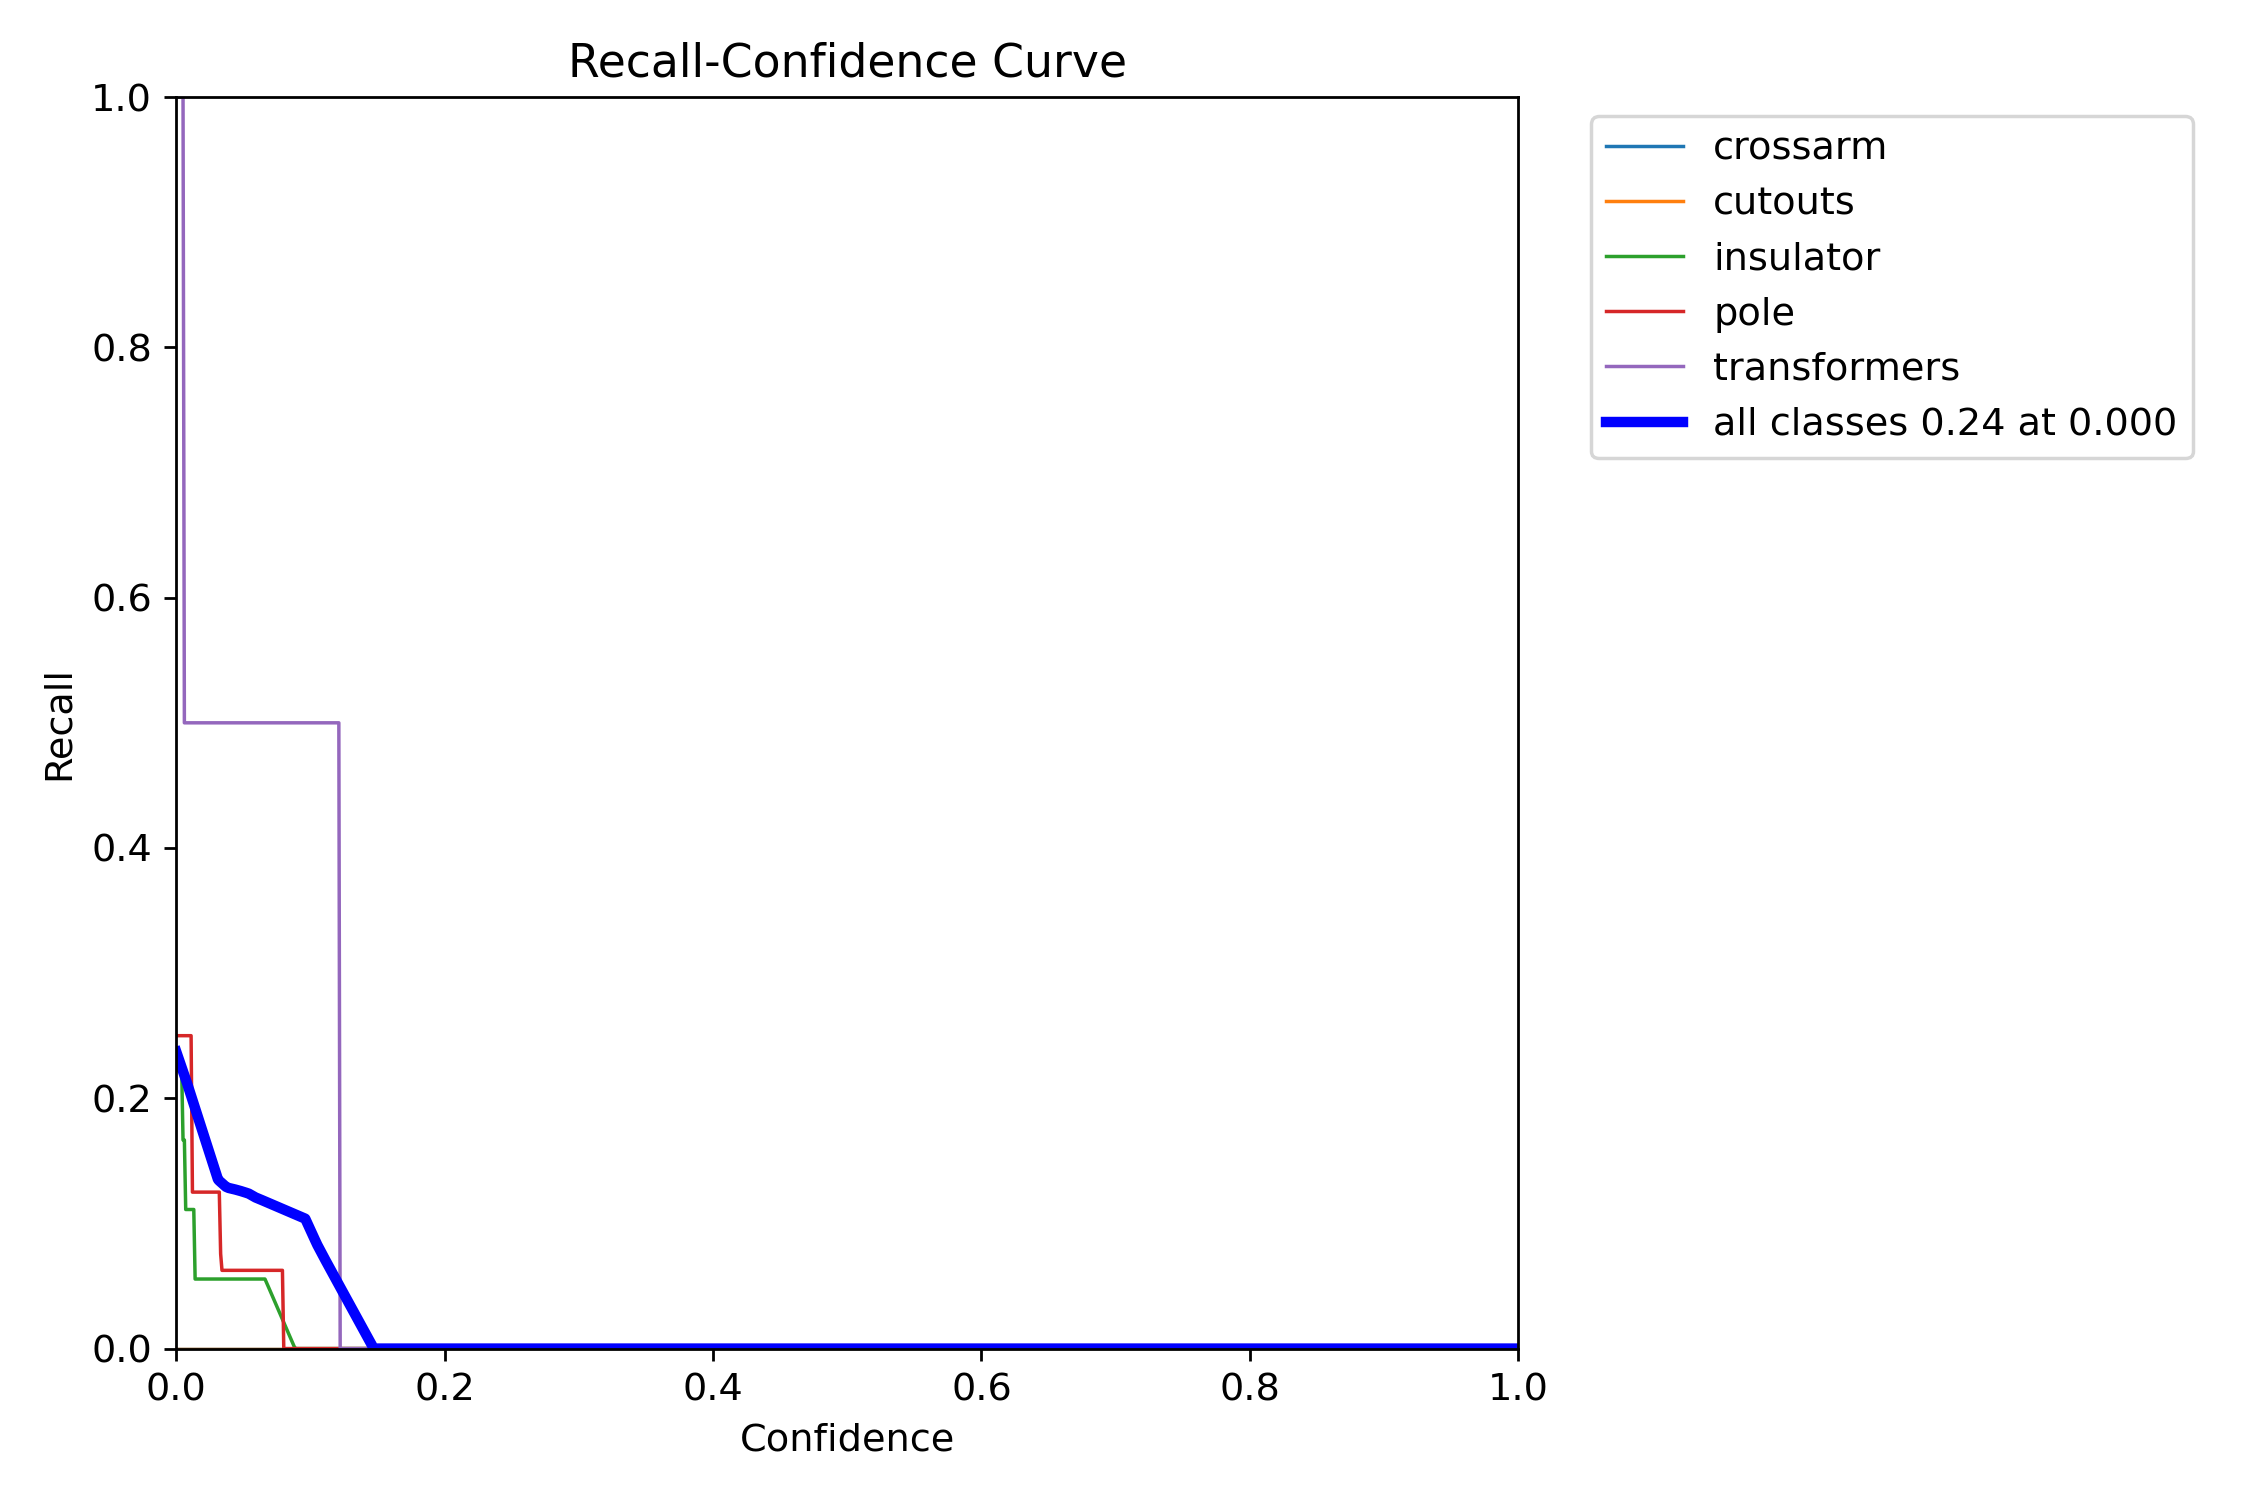 Recall-Confidence Curve
1.0
0.8
0.6
0.4
0.2
0.0
Recall
0.0 0.2 0.4 0.6 0.8 1.0
Confidence
crossarm
cutouts
insulator
pole
transformers
all classes 0.24 at 0.000